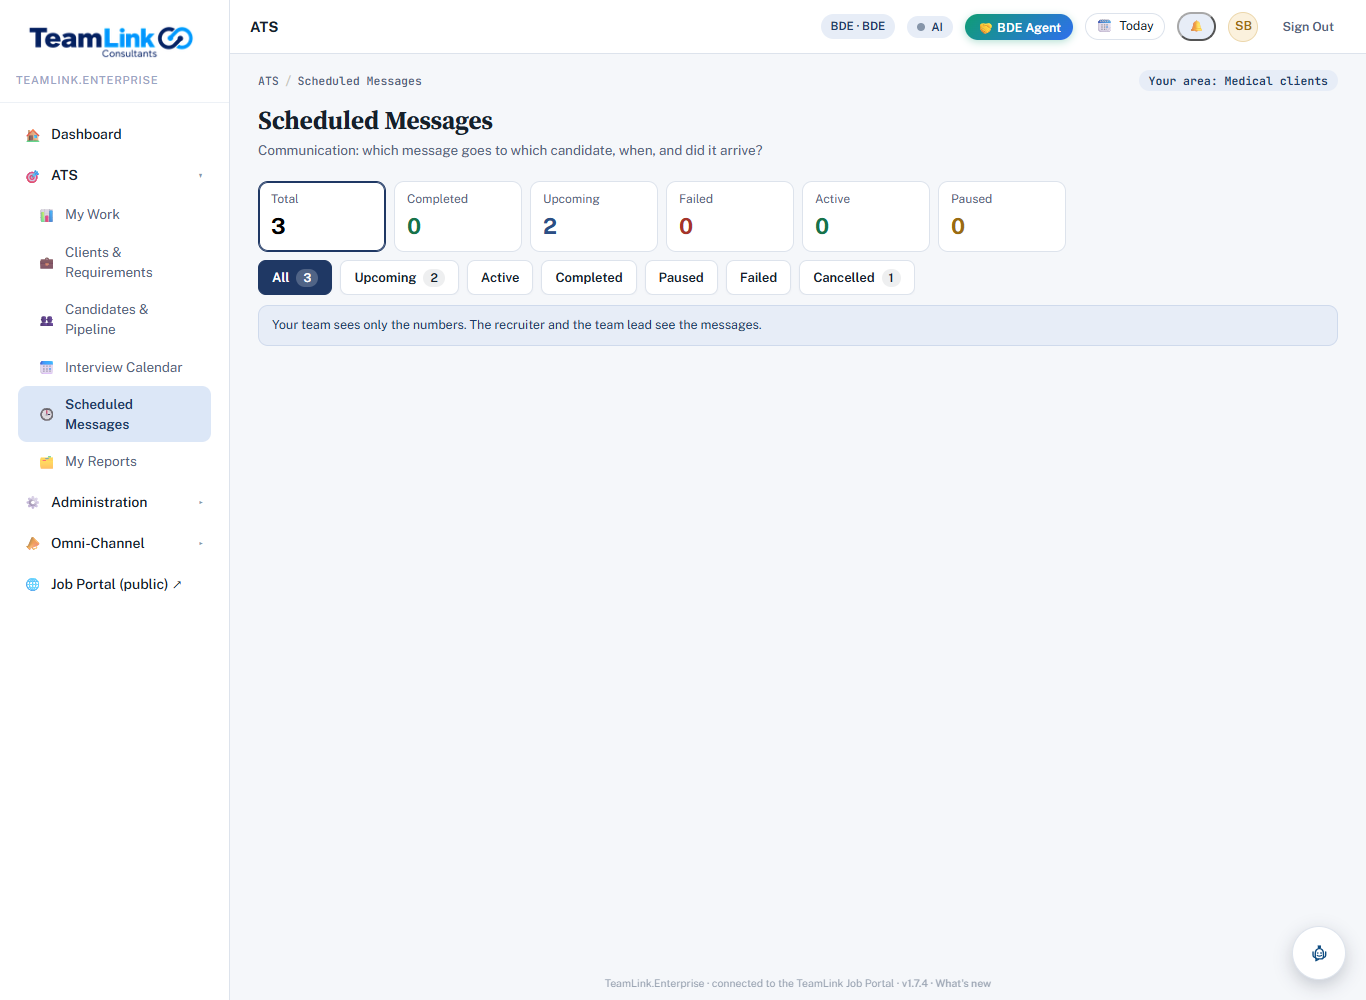 TeamLink
Consultants
TEAMLINK.ENTERPRISE
Dashboard
ATS
My Work
Clients &
Requirements
Candidates &
Pipeline
Interview Calendar
Scheduled
Messages
My Reports
Administration
Omni-Channel
Job Portal (public) ↗
ATS
BDE · BDE
AI
BDE Agent
Today
SB
Sign Out
ATS / Scheduled Messages
Your area: Medical clients
Scheduled Messages
Communication: which message goes to which candidate, when, and did it arrive?
Total
3
Completed
0
Upcoming
2
Failed
0
Active
0
Paused
0
All 3
Upcoming 2
Active
Completed
Paused
Failed
Cancelled 1
Your team sees only the numbers. The recruiter and the team lead see the messages.
TeamLink.Enterprise · connected to the TeamLink Job Portal · v1.7.4 · What's new